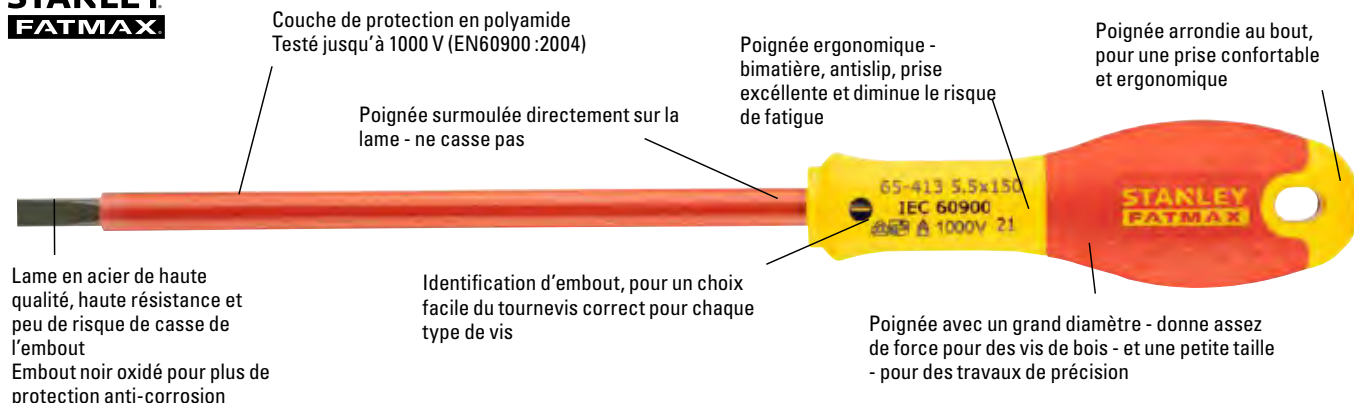 STANLEY
FATMAX
Couche de protection en polyamide
Testé jusqu'à 1000 V (EN60900 :2004)
Poignée surmoulée directement sur la
lame - ne casse pas
Poignée ergonomique -
bimatière, antislip, prise
excéllente et diminue le risque
de fatigue
Poignée arrondie au bout,
pour une prise confortable
et ergonomique
65-413 5.5x150
IEC 60900
1000V 21
STANLEY
FATMAX
Lame en acier de haute
qualité, haute résistance et
peu de risque de casse de
l'embout
Embout noir oxidé pour plus de
protection anti-corrosion
Identification d'embout, pour un choix
facile du tournevis correct pour chaque
type de vis
Poignée avec un grand diamètre - donne assez
de force pour des vis de bois - et une petite taille
- pour des travaux de précision